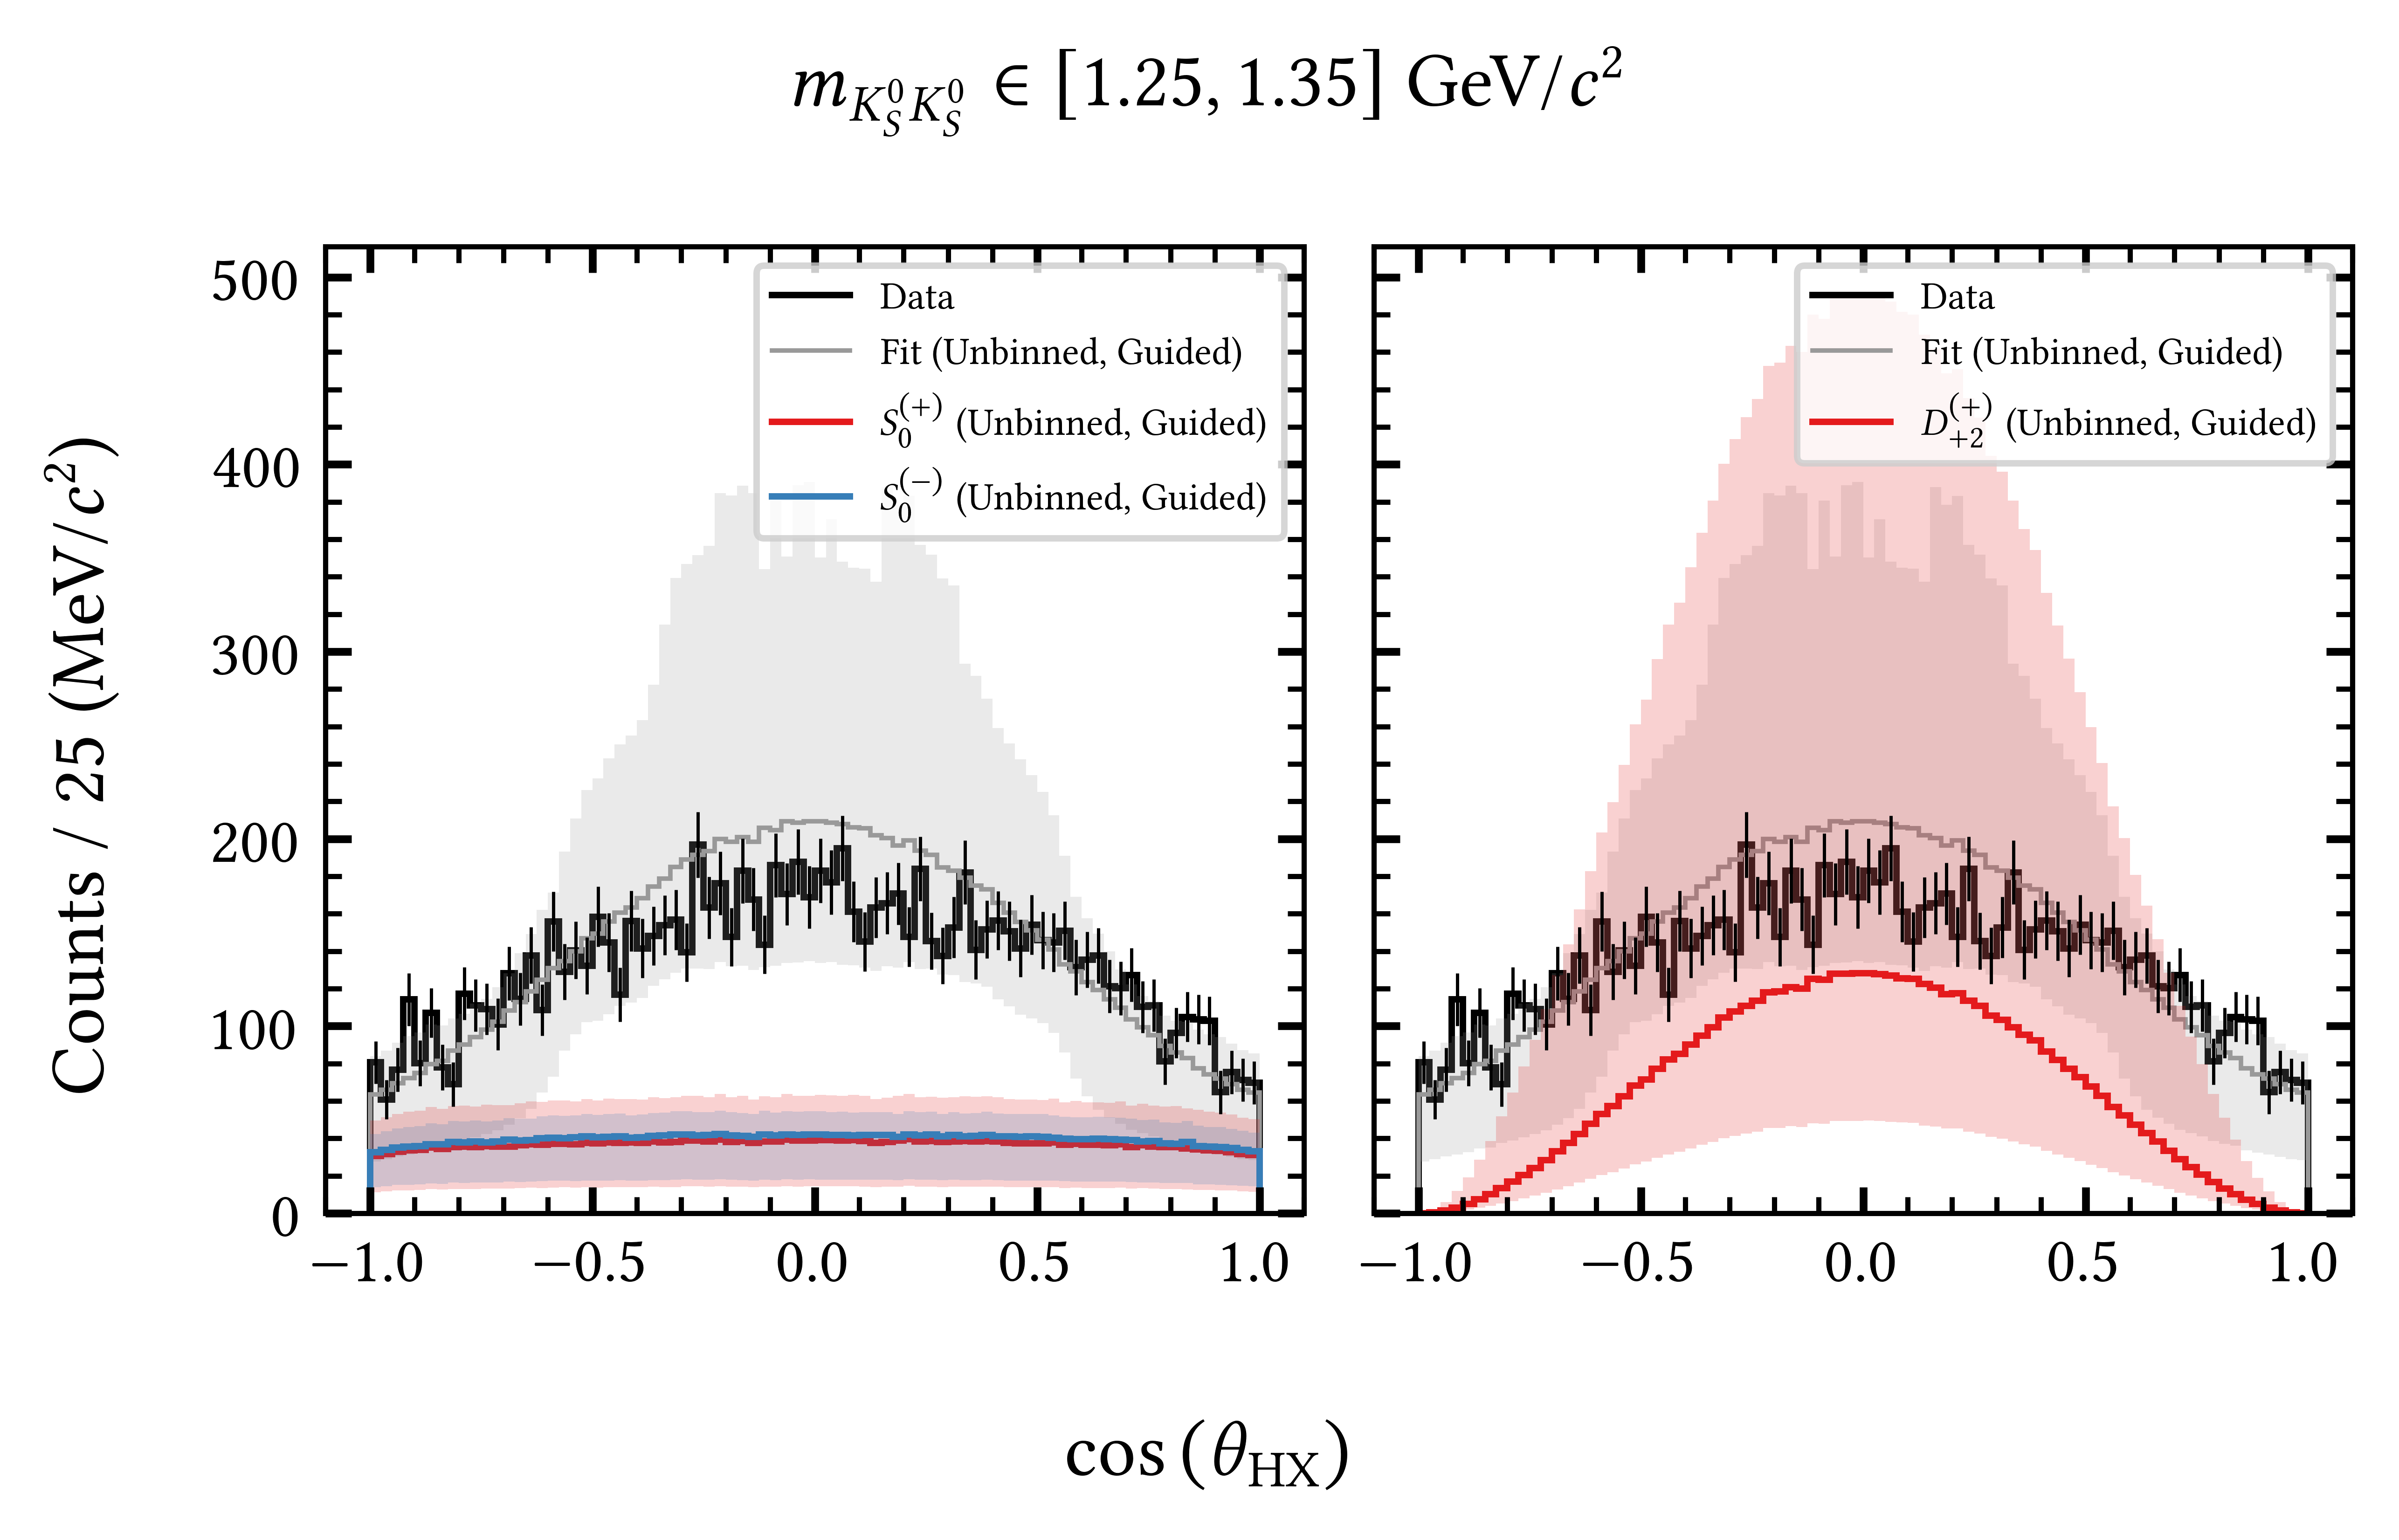 m_{K_S^0 K_S^0} ∈ [1.25, 1.35] GeV/c²
Counts / 25 (MeV/c²)
500
400
300
200
100
0
Data
Fit (Unbinned, Guided)
S_0^{(+)} (Unbinned, Guided)
S_0^{(−)} (Unbinned, Guided)
Data
Fit (Unbinned, Guided)
D_{+2}^{(+)} (Unbinned, Guided)
−1.0 −0.5 0.0 0.5 1.0
−1.0 −0.5 0.0 0.5 1.0
cos (θ_{HX})